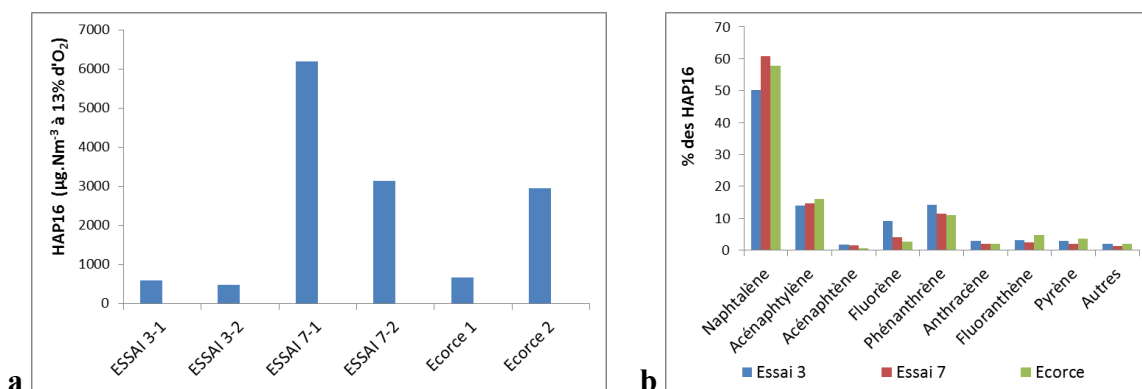 HAP16 (µg.Nm⁻³ à 13% d'O₂)
7000
6000
5000
4000
3000
2000
1000
0
ESSAI 3-1
ESSAI 3-2
ESSAI 7-1
ESSAI 7-2
Ecorce 1
Ecorce 2
a
% des HAP16
70
60
50
40
30
20
10
0
Naphtalène
Acénaphtylène
Acénaphtène
Fluorène
Phénanthrène
Anthracène
Fluoranthène
Pyrène
Autres
Essai 3 Essai 7 Ecorce
b